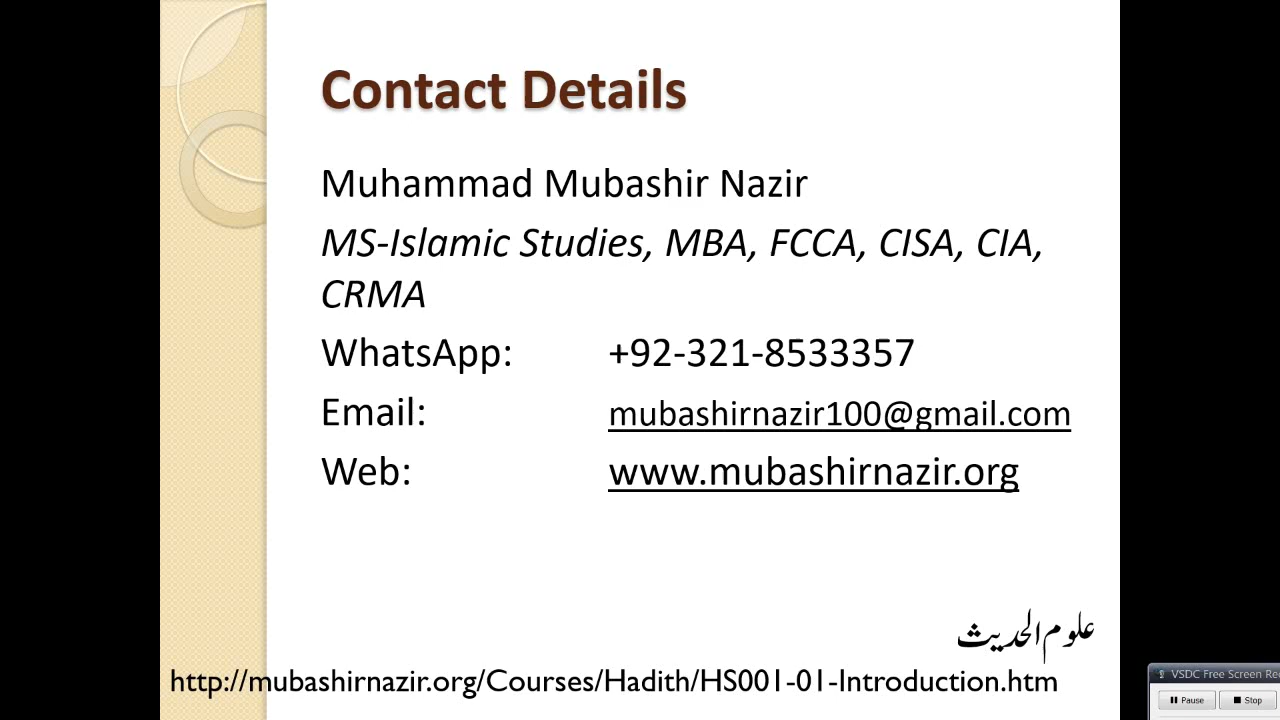 Contact Details
Muhammad Mubashir Nazir
MS-Islamic Studies, MBA, FCCA, CISA, CIA,
CRMA
WhatsApp: +92-321-8533357
Email: mubashirnazir100@gmail.com
Web: www.mubashirnazir.org
علوم الحدیث
http://mubashirnazir.org/Courses/Hadith/HS001-01-Introduction.htm
VSDC Free Screen Re
Pause Stop